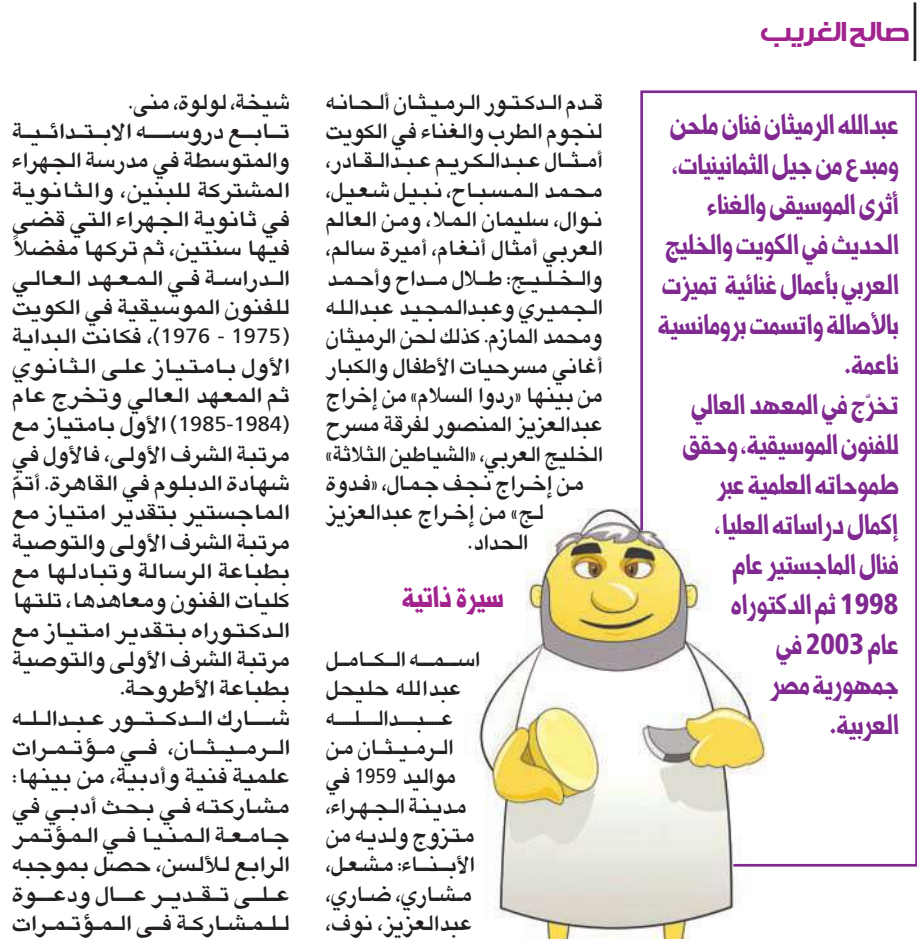 صالح الغريب
عبدالله الرميثان فنان ملحن
ومبدع من جيل الثمانينيات،
أثرى الموسيقى والغناء
الحديث في الكويت والخليج
العربي بأعمال غنائية تميزت
بالأصالة واتسمت برومانسية
ناعمة.
تخرّج في المعهد العالي
للفنون الموسيقية، وحقق
طموحاته العلمية عبر
إكمال دراساته العليا،
فنال الماجستير عام
1998 ثم الدكتوراه
عام 2003 في
جمهورية مصر
العربية.
قدم الدكتور الرميثان ألحانه
لنجوم الطرب والغناء في الكويت
أمثال عبدالكريم عبدالقادر،
محمد المسباح، نبيل شعيل،
نوال، سليمان الملا، ومن العالم
العربي أمثال أنغام، أميرة سالم،
والخليج: طلال مداح وأحمد
الجميري وعبدالمجيد عبدالله
ومحمد المازم. كذلك لحن الرميثان
أغاني مسرحيات الأطفال والكبار
من بينها «ردوا السلام» من إخراج
عبدالعزيز المنصور لفرقة مسرح
الخليج العربي، «الشياطين الثلاثة»
من إخراج نجف جمال، «فدوة
لج» من إخراج عبدالعزيز
الحداد.
سيرة ذاتية
اسمه الكامل
عبدالله حليحل
عبدالله
الرميثان من
مواليد 1959 في
مدينة الجهراء،
متزوج ولديه من
الأبناء: مشعل،
مشاري، ضاري،
عبدالعزيز، نوف،
شيخة، لولوة، منى.
تابع دروسه الابتدائية
والمتوسطة في مدرسة الجهراء
المشتركة للبنين، والثانوية
في ثانوية الجهراء التي قضى
فيها سنتين، ثم تركها مفضلاً
الدراسة في المعهد العالي
للفنون الموسيقية في الكويت
(1975 - 1976)، فكانت البداية
الأول بامتياز على الثانوي
ثم المعهد العالي وتخرج عام
(1984-1985) الأول بامتياز مع
مرتبة الشرف الأولى، فالأول في
شهادة الدبلوم في القاهرة. أتمّ
الماجستير بتقدير امتياز مع
مرتبة الشرف الأولى والتوصية
بطباعة الرسالة وتبادلها مع
كليات الفنون ومعاهدها، تلتها
الدكتوراه بتقدير امتياز مع
مرتبة الشرف الأولى والتوصية
بطباعة الأطروحة.
شارك الدكتور عبدالله
الرميثان، في مؤتمرات
علمية فنية وأدبية، من بينها:
مشاركته في بحث أدبي في
جامعة المنيا في المؤتمر
الرابع للألسن، حصل بموجبه
على تقدير عال ودعوة
للمشاركة في المؤتمرات